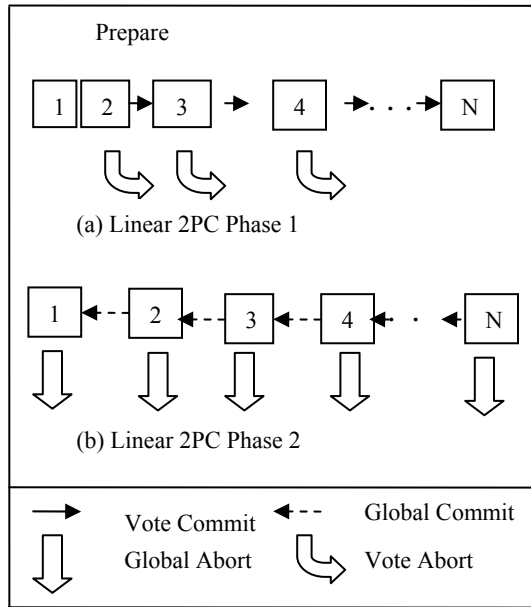 Prepare
1 2 3 4 . . . N
(a) Linear 2PC Phase 1
1 2 3 4 . . N
(b) Linear 2PC Phase 2
Vote Commit Global Commit
Global Abort Vote Abort